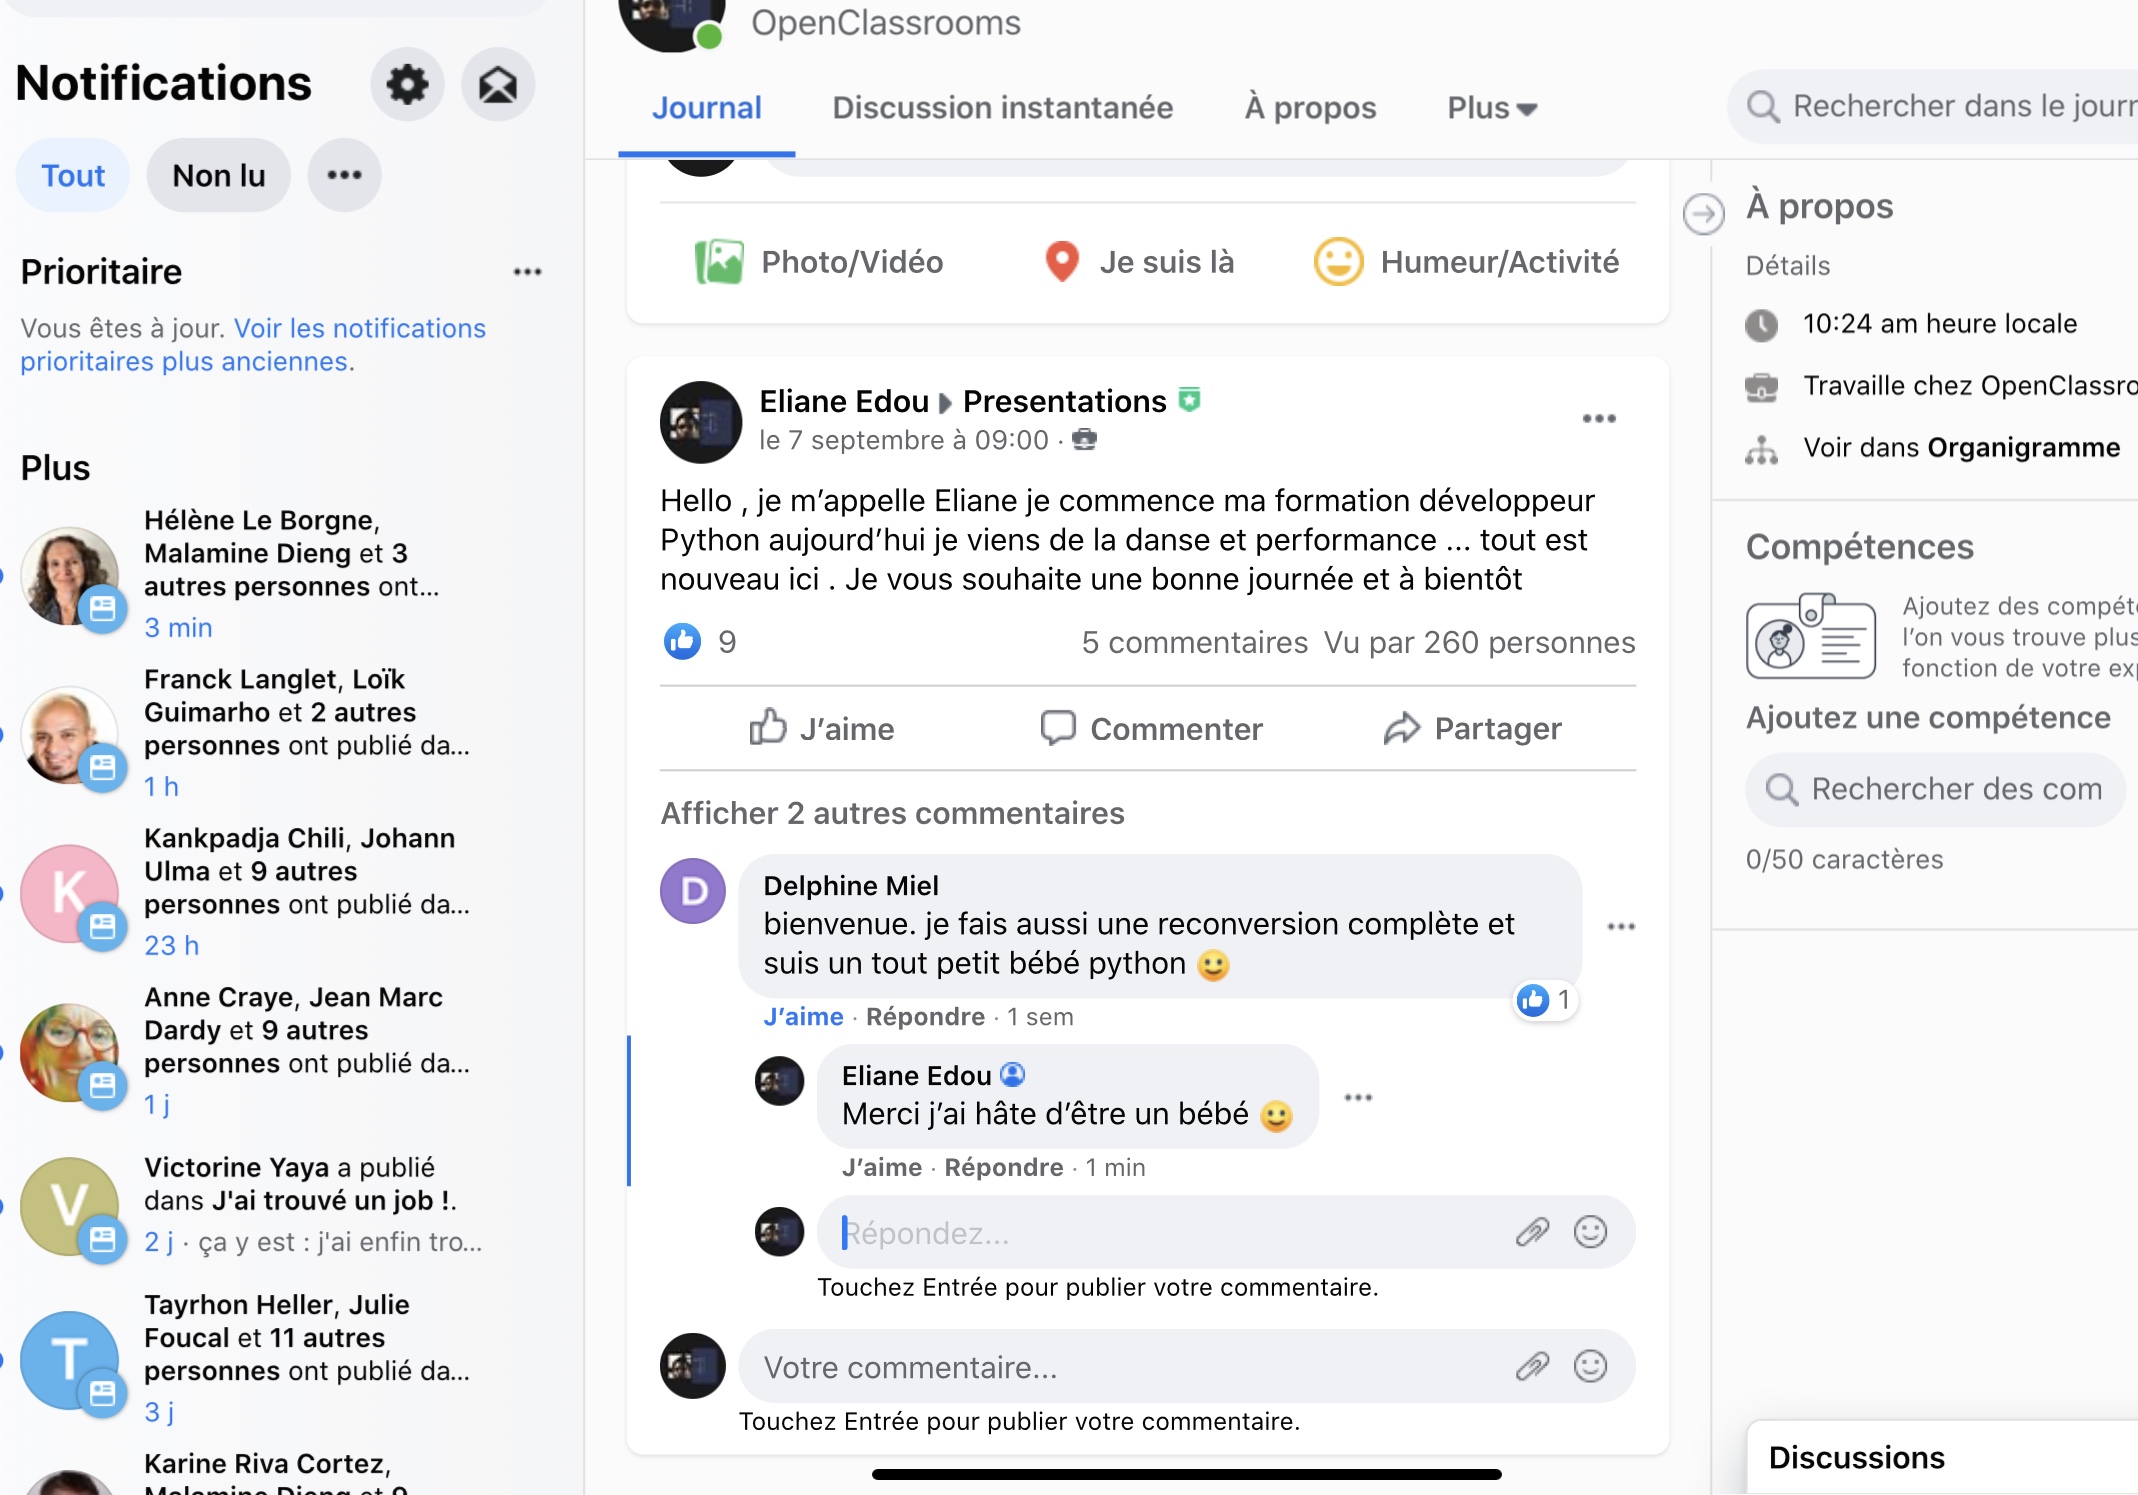 Notifications
Tout
Non lu
Prioritaire
Vous êtes à jour. Voir les notifications
prioritaires plus anciennes.
Plus
Hélène Le Borgne,
Malamine Dieng et 3
autres personnes ont...
3 min
Franck Langlet, Loïk
Guimarho et 2 autres
personnes ont publié da...
1 h
K
Kankpadja Chili, Johann
Ulma et 9 autres
personnes ont publié da...
23 h
Anne Craye, Jean Marc
Dardy et 9 autres
personnes ont publié da...
1 j
V
Victorine Yaya a publié
dans J'ai trouvé un job !.
2 j · ça y est : j'ai enfin tro...
T
Tayrhon Heller, Julie
Foucal et 11 autres
personnes ont publié da...
3 j
Karine Riva Cortez,
Malamine Dieng et 9
OpenClassrooms
Journal
Discussion instantanée
À propos
Plus
Rechercher dans le journ
Photo/Vidéo
Je suis là
Humeur/Activité
Eliane Edou Presentations
le 7 septembre à 09:00 ·
Hello , je m’appelle Eliane je commence ma formation développeur
Python aujourd’hui je viens de la danse et performance ... tout est
nouveau ici . Je vous souhaite une bonne journée et à bientôt
9
5 commentaires Vu par 260 personnes
J’aime
Commenter
Partager
Afficher 2 autres commentaires
D
Delphine Miel
bienvenue. je fais aussi une reconversion complète et
suis un tout petit bébé python 🙂
1
J’aime · Répondre · 1 sem
Eliane Edou
Merci j’ai hâte d’être un bébé 🙂
J’aime · Répondre · 1 min
Répondez...
Touchez Entrée pour publier votre commentaire.
Votre commentaire...
Touchez Entrée pour publier votre commentaire.
À propos
Détails
10:24 am heure locale
Travaille chez OpenClassro
Voir dans Organigramme
Compétences
Ajoutez des compéte
l’on vous trouve plus
fonction de votre exp
Ajoutez une compétence
Rechercher des com
0/50 caractères
Discussions